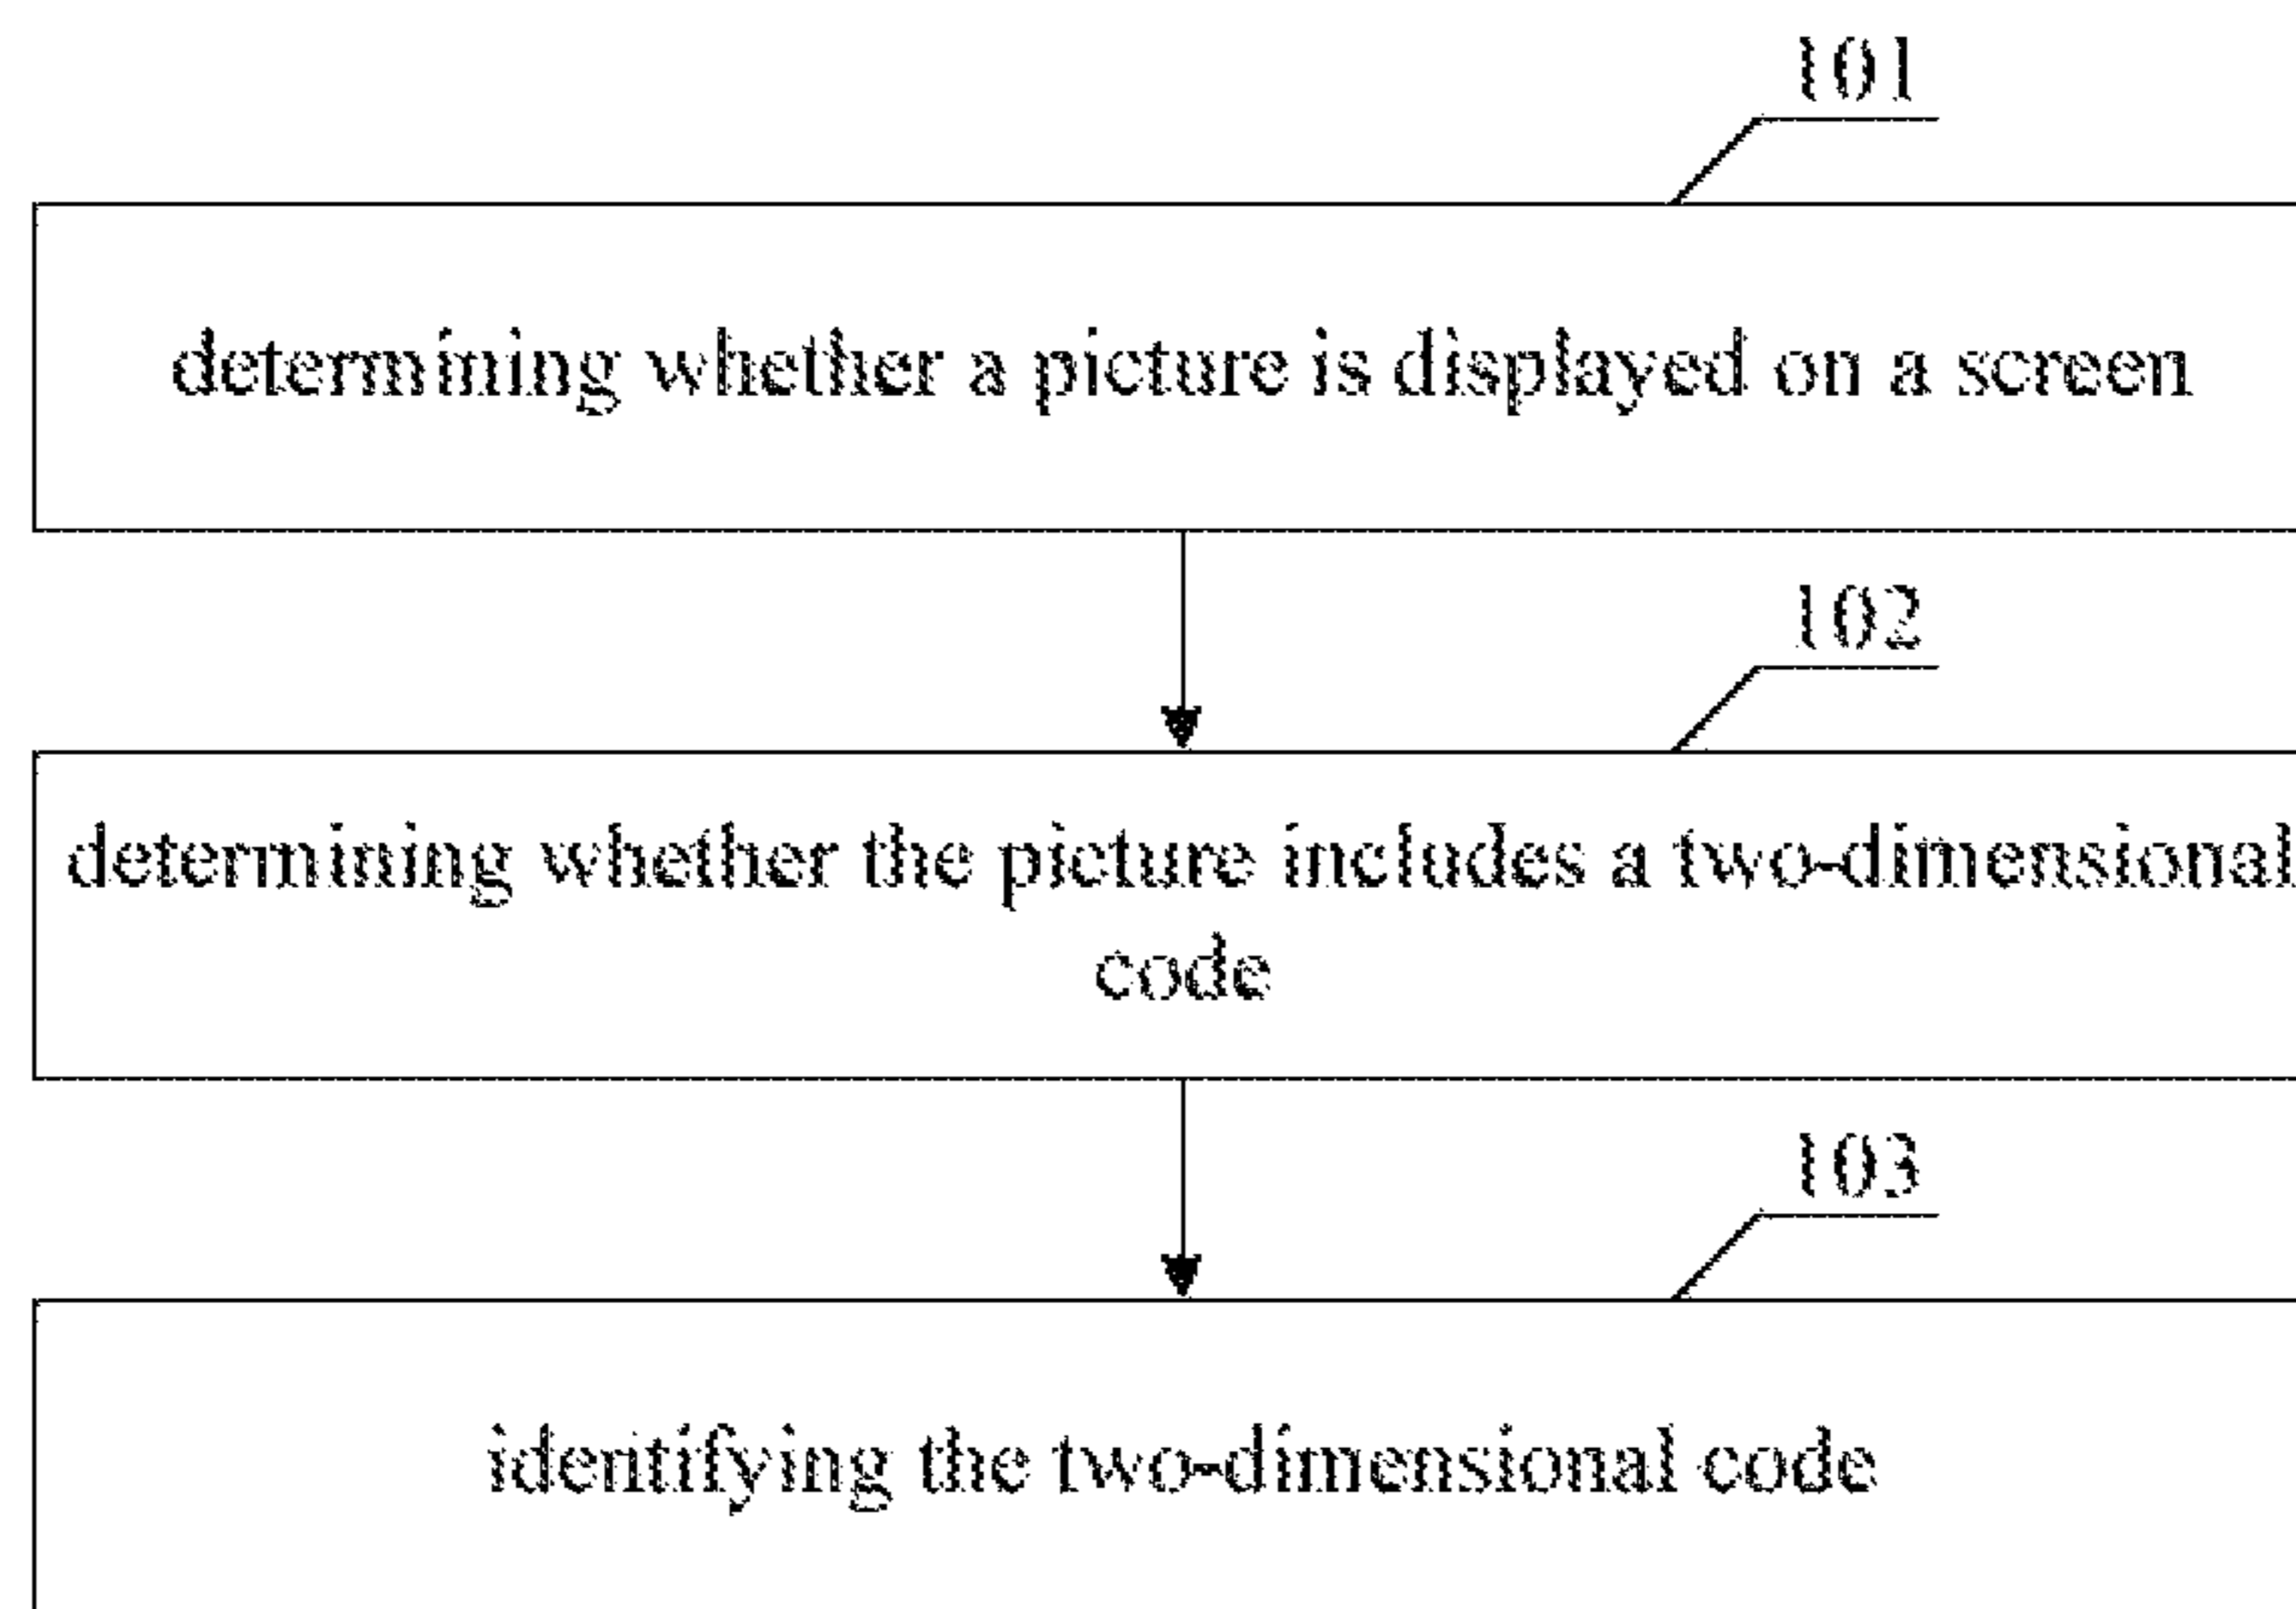 101
determining whether a picture is displayed on a screen
102
determining whether the picture includes a two-dimensional
code
103
identifying the two-dimensional code